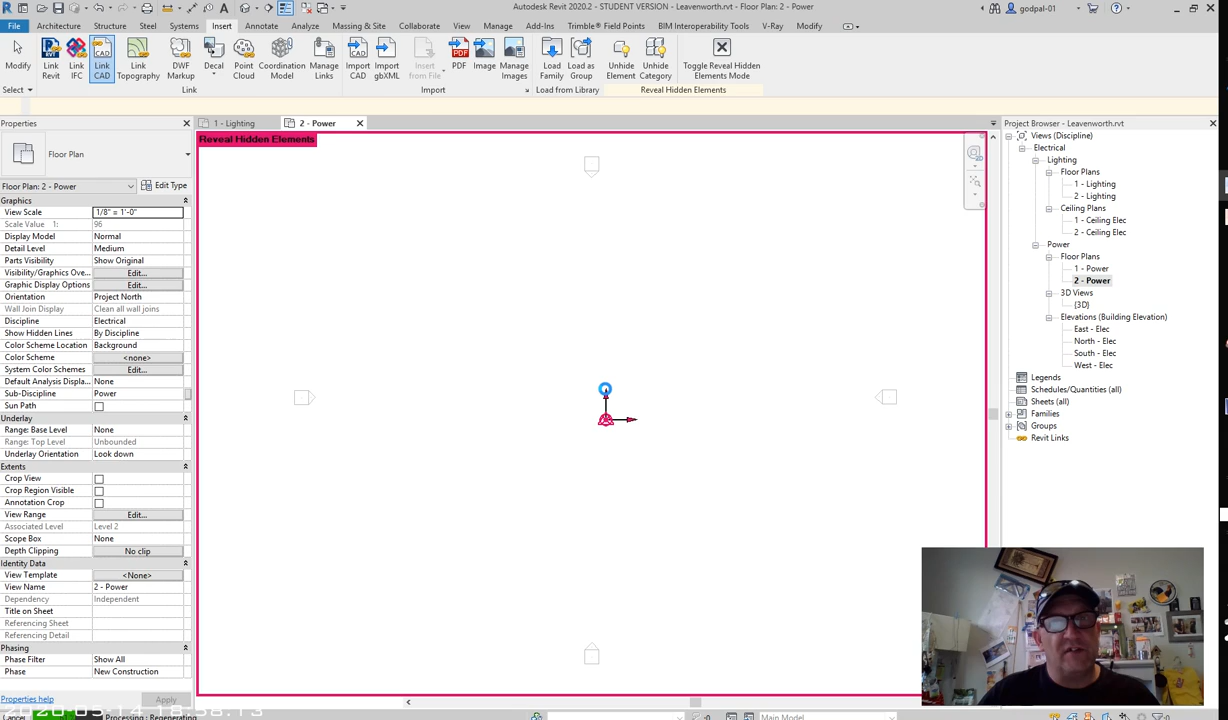 Autodesk Revit 2020.2 - STUDENT VERSION - Leavenworth.rvt - Floor Plan: 2 - Power
godpal-01
File Architecture Structure Steel Systems Insert Annotate Analyze Massing & Site Collaborate View Manage Add-Ins Trimble® Field Points BIM Interoperability Tools V-Ray Modify
Modify
Link Revit
Link IFC
Link CAD
Link Topography
DWF Markup
Decal
Point Cloud
Coordination Model
Manage Links
Import CAD
Import gbXML
Insert from File
PDF
Image
Manage Images
Load Family
Load as Group
Unhide Element
Unhide Category
Toggle Reveal Hidden Elements Mode
Select Link Import Load from Library Reveal Hidden Elements
Properties
1 - Lighting
2 - Power
Project Browser - Leavenworth.rvt
Reveal Hidden Elements
Floor Plan
Floor Plan: 2 - Power Edit Type
Graphics
View Scale 1/8" = 1'-0"
Scale Value 1: 96
Display Model Normal
Detail Level Medium
Parts Visibility Show Original
Visibility/Graphics Ove... Edit...
Graphic Display Options Edit...
Orientation Project North
Wall Join Display Clean all wall joins
Discipline Electrical
Show Hidden Lines By Discipline
Color Scheme Location Background
Color Scheme <none>
System Color Schemes Edit...
Default Analysis Displa... None
Sub-Discipline Power
Sun Path
Underlay
Range: Base Level None
Range: Top Level Unbounded
Underlay Orientation Look down
Extents
Crop View
Crop Region Visible
Annotation Crop
View Range Edit...
Associated Level Level 2
Scope Box None
Depth Clipping No clip
Identity Data
View Template <None>
View Name 2 - Power
Dependency Independent
Title on Sheet
Referencing Sheet
Referencing Detail
Phasing
Phase Filter Show All
Phase New Construction
Properties help Apply
Views (Discipline)
Electrical
Lighting
Floor Plans
1 - Lighting
2 - Lighting
Ceiling Plans
1 - Ceiling Elec
2 - Ceiling Elec
Power
Floor Plans
1 - Power
2 - Power
3D Views
{3D}
Elevations (Building Elevation)
East - Elec
North - Elec
South - Elec
West - Elec
Legends
Schedules/Quantities (all)
Sheets (all)
Families
Groups
Revit Links
2020-05-14 18:58:13
Processing : Regenerating
:0
Main Model
:0